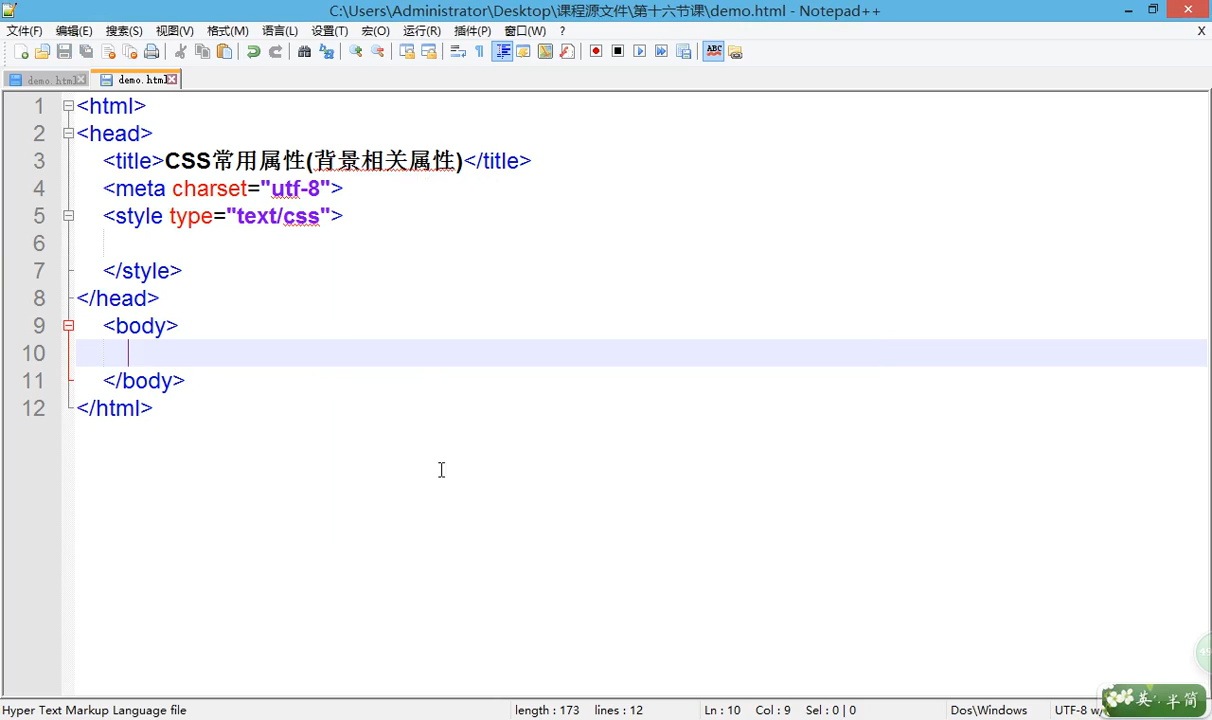 C:\Users\Administrator\Desktop\课程源文件\第十六节课\demo.html - Notepad++
文件(F) 编辑(E) 搜索(S) 视图(V) 格式(M) 语言(L) 设置(T) 宏(O) 运行(R) 插件(P) 窗口(W) ? X
demo.html demo.html
1 <html>
2 <head>
3 <title>CSS常用属性(背景相关属性)</title>
4 <meta charset="utf-8">
5 <style type="text/css">
6
7 </style>
8 </head>
9 <body>
10
11 </body>
12 </html>
Hyper Text Markup Language file length : 173 lines : 12 Ln : 10 Col : 9 Sel : 0 | 0 Dos\Windows UTF-8 英 半 简